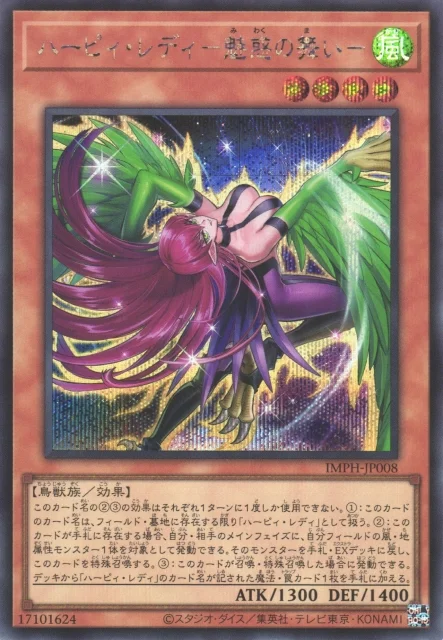 ハーピィ・レディ－魅惑の装い－
風
IMPH-JP008
【鳥獣族／効果】
このカード名の②③の効果はそれぞれ1ターンに1度しか使用できない。①：このカード
のカード名は、フィールド・墓地に存在する限り「ハーピィ・レディ」として扱う。②：このカー
ドが手札に存在する場合、自分・相手のメインフェイズに、自分フィールドの風・地
属性モンスター1体を対象として発動できる。そのモンスターを手札・EXデッキに戻し、
このカードを特殊召喚する。③：このカードが召喚・特殊召喚した場合に発動できる。
デッキから「ハーピィ・レディ」のカード名が記された魔法・罠カード1枚を手札に加える。
ATK/1300 DEF/1400
17101624
©スタジオ・ダイス／集英社・テレビ東京・KONAMI